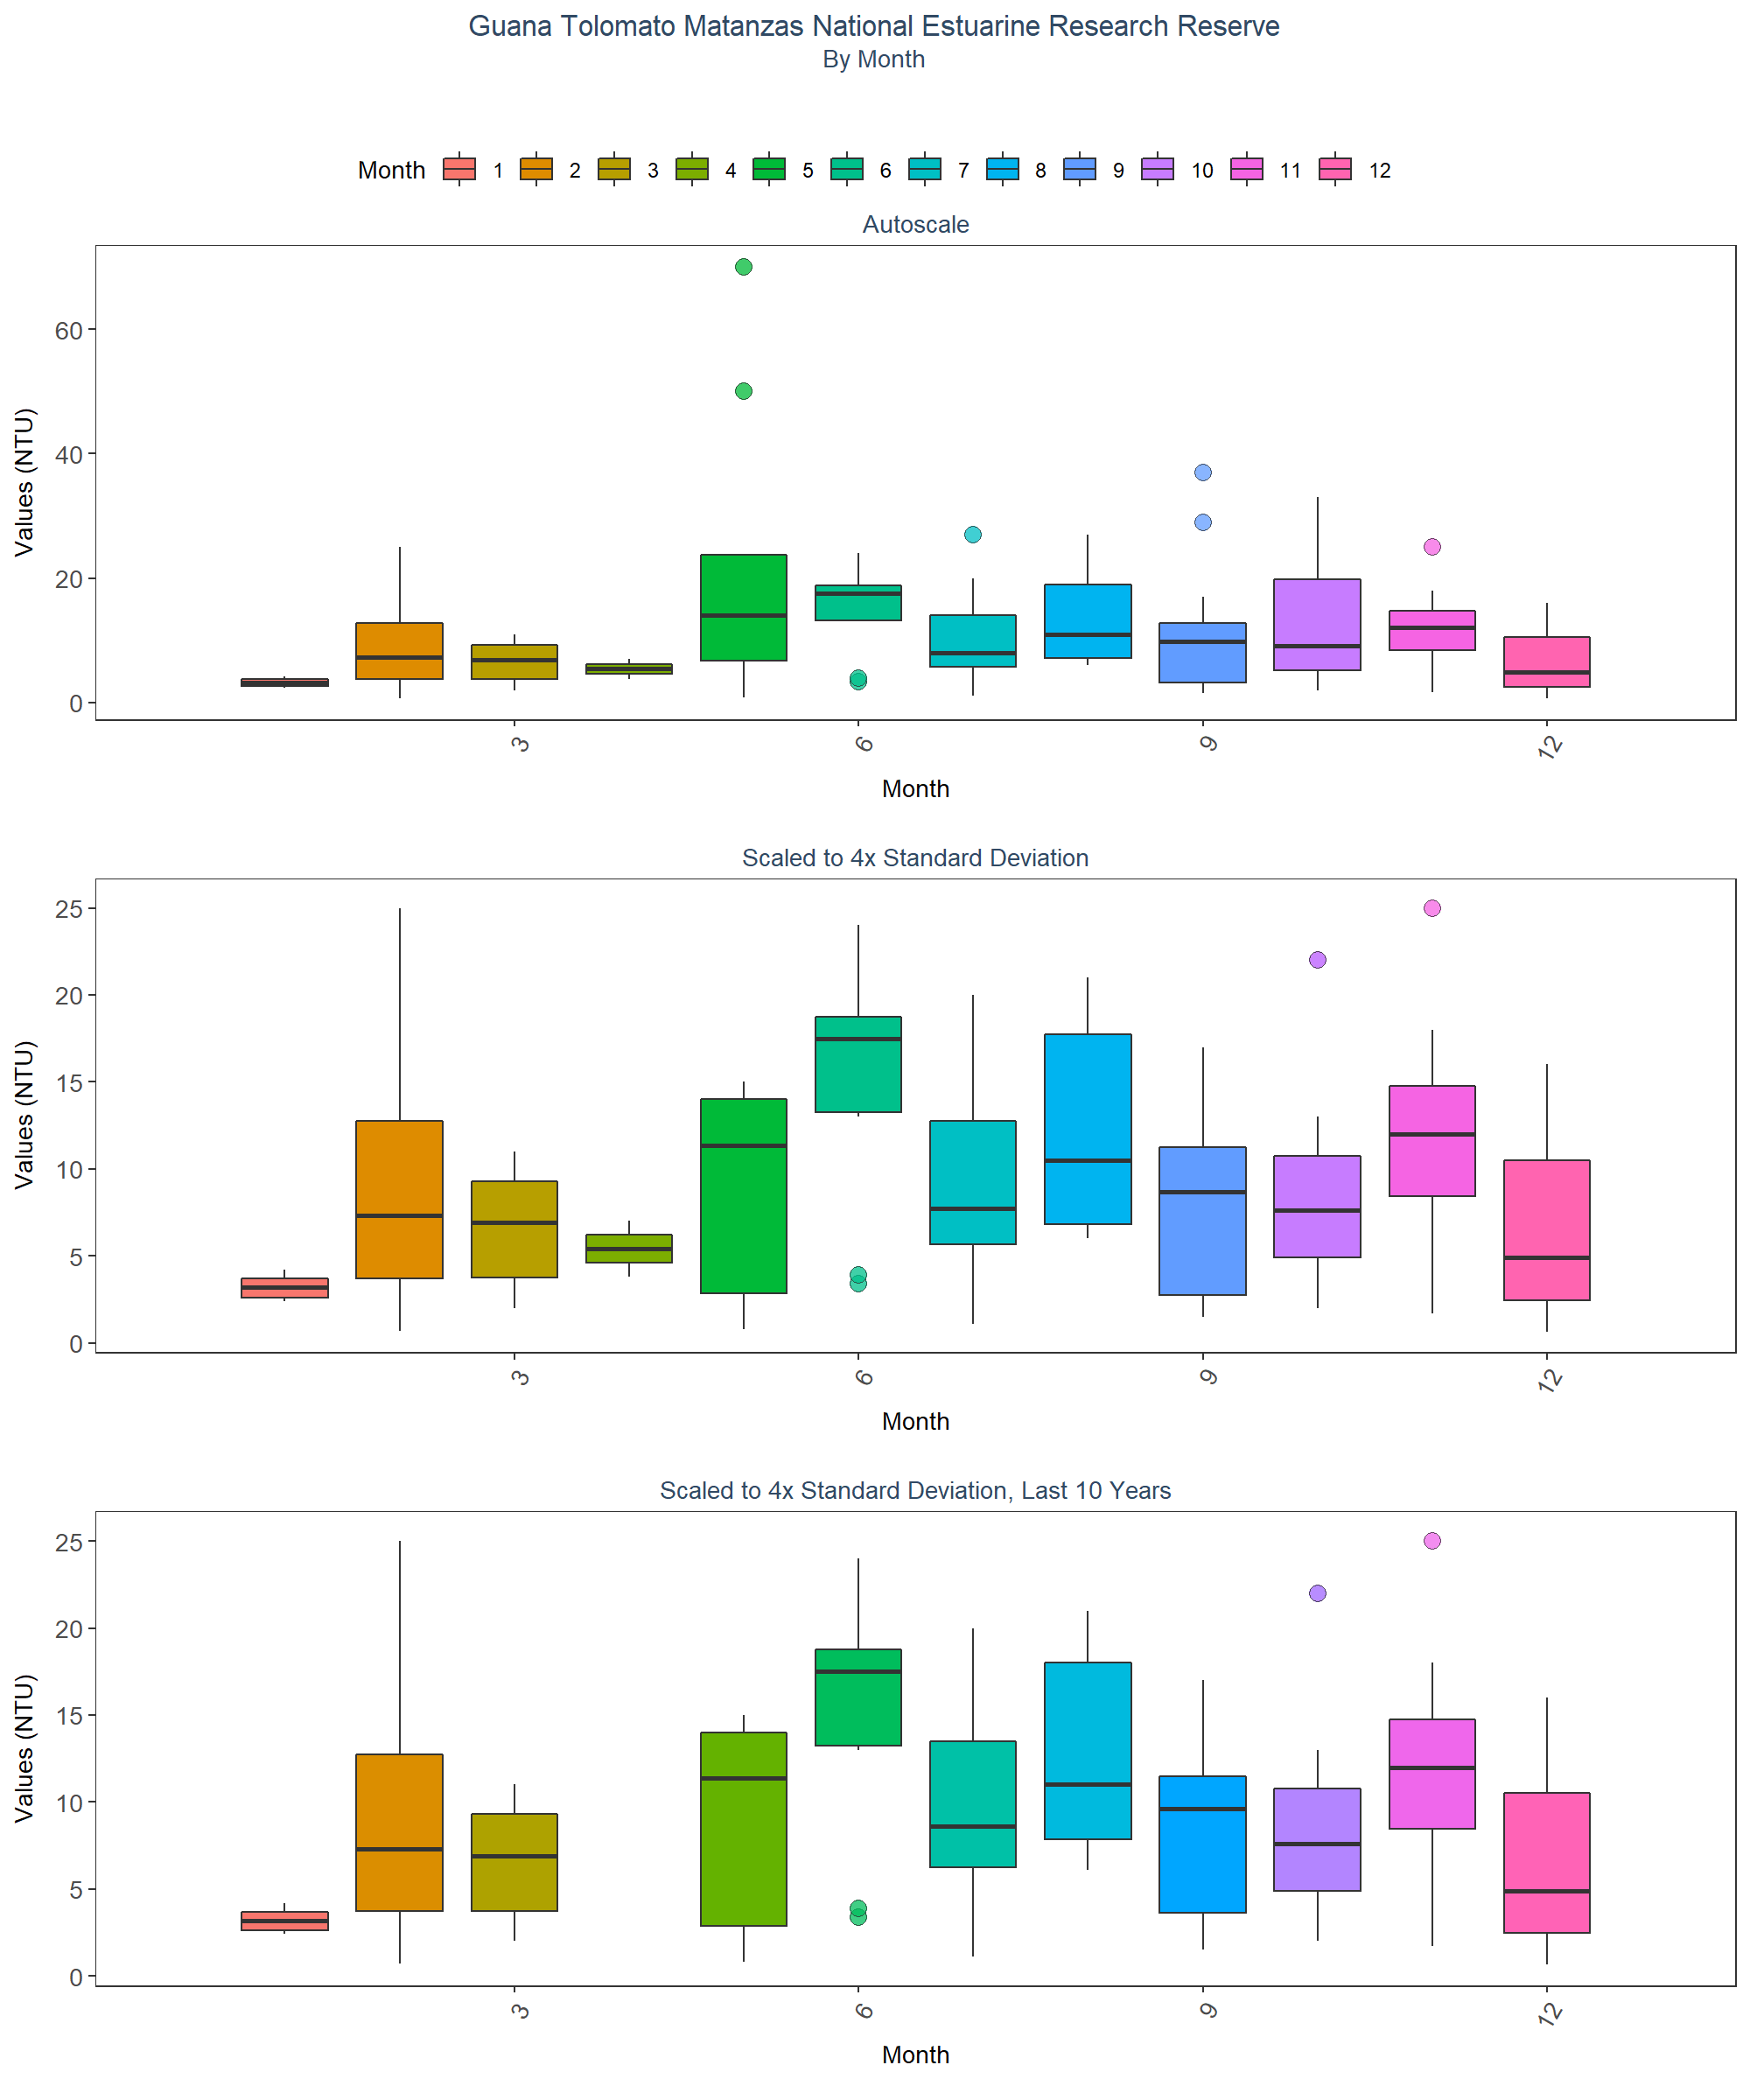 Guana Tolomato Matanzas National Estuarine Research Reserve
By Month
Month 1 2 3 4 5 6 7 8 9 10 11 12
Autoscale
Values (NTU)
60
40
20
0
3 6 9 12
Month
Scaled to 4x Standard Deviation
Values (NTU)
25
20
15
10
5
0
3 6 9 12
Month
Scaled to 4x Standard Deviation, Last 10 Years
Values (NTU)
25
20
15
10
5
0
3 6 9 12
Month